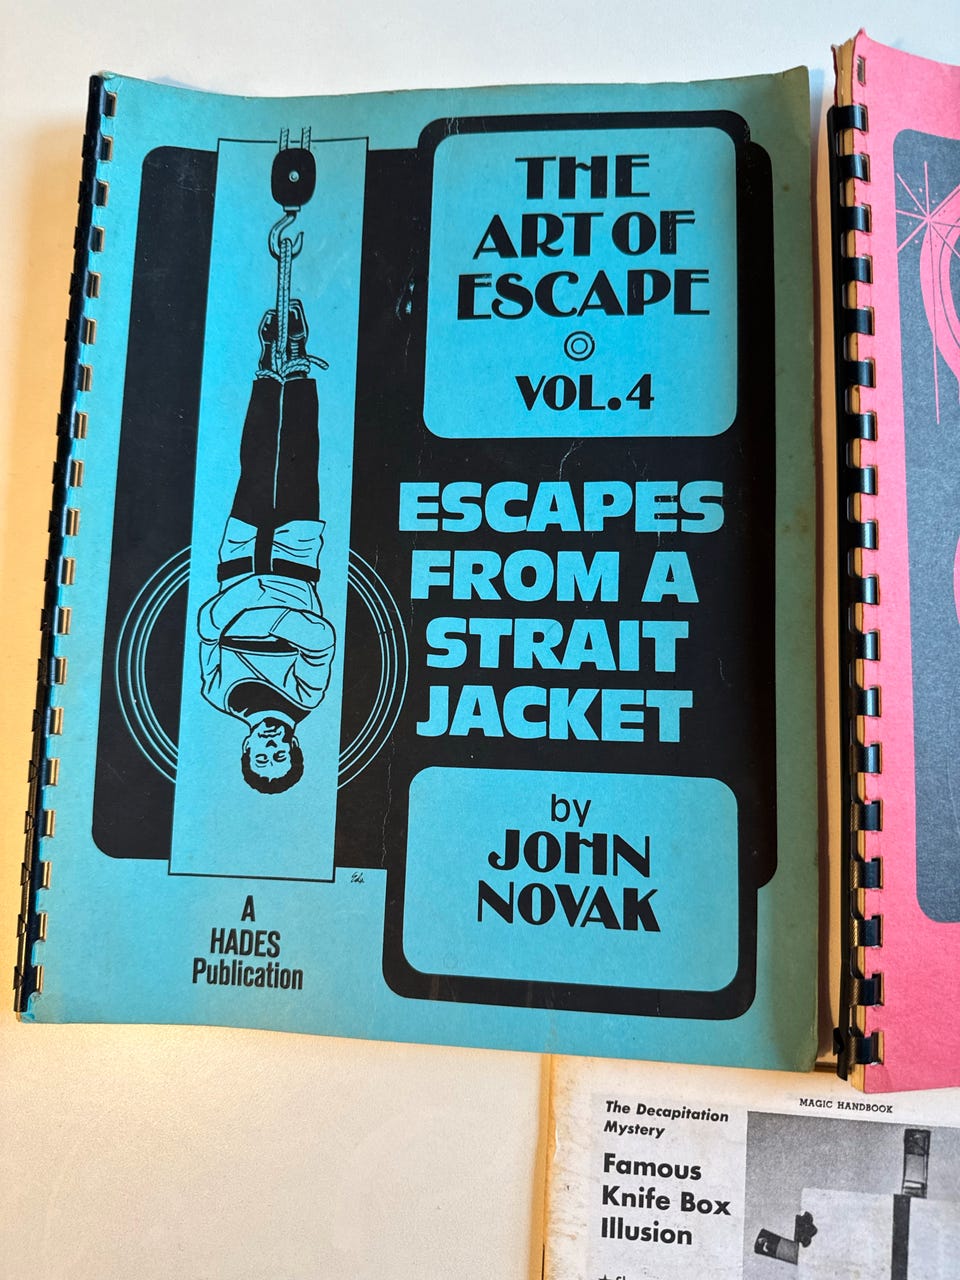 THE
ART OF
ESCAPE
VOL.4
ESCAPES
FROM A
STRAIT
JACKET
by
JOHN
NOVAK
A
HADES
Publication
MAGIC HANDBOOK
The Decapitation
Mystery
Famous
Knife Box
Illusion